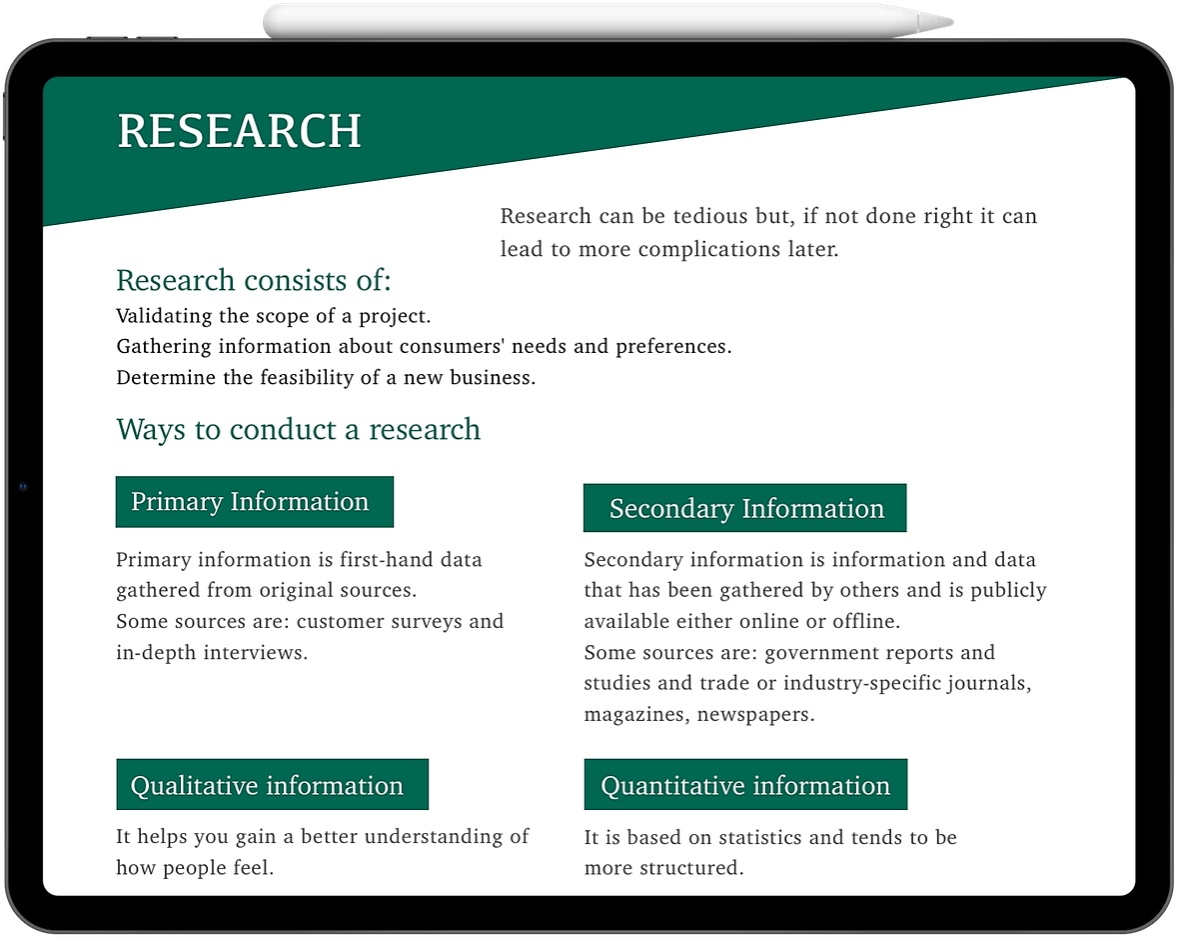 RESEARCH
Research can be tedious but, if not done right it can
lead to more complications later.
Research consists of:
Validating the scope of a project.
Gathering information about consumers' needs and preferences.
Determine the feasibility of a new business.
Ways to conduct a research
Primary Information
Primary information is first-hand data
gathered from original sources.
Some sources are: customer surveys and
in-depth interviews.
Secondary Information
Secondary information is information and data
that has been gathered by others and is publicly
available either online or offline.
Some sources are: government reports and
studies and trade or industry-specific journals,
magazines, newspapers.
Qualitative information
It helps you gain a better understanding of
how people feel.
Quantitative information
It is based on statistics and tends to be
more structured.